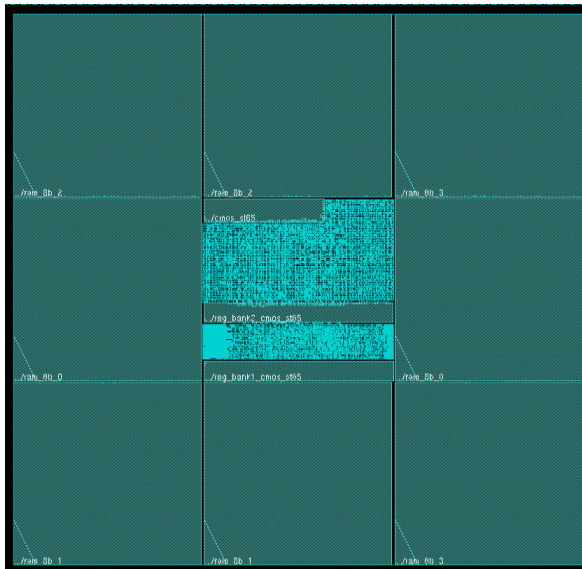 ./ram_8b_2
./ram_8b_2
./ram_8b_3
./cmos_st65
./reg_bank2_cmos_st65
./ram_8b_0
./reg_bank1_cmos_st65
./ram_8b_0
./ram_8b_1
./ram_8b_1
./ram_8b_3